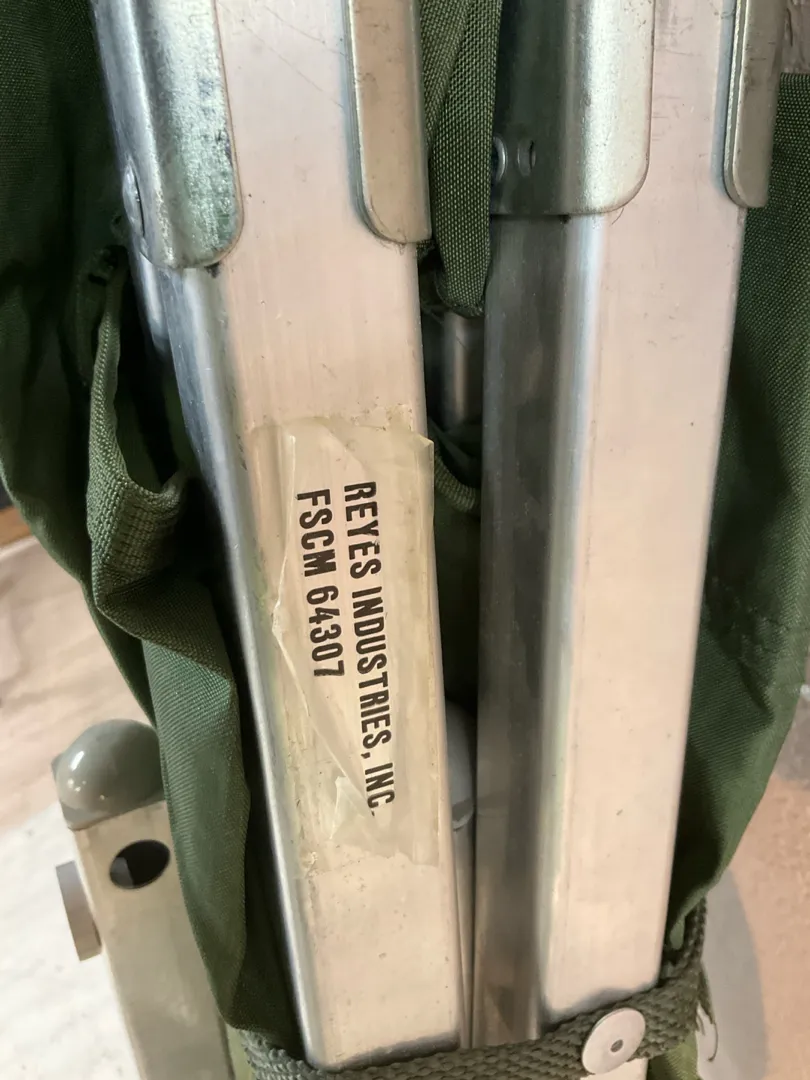 REYES INDUSTRIES, INC.
FSCM 64307